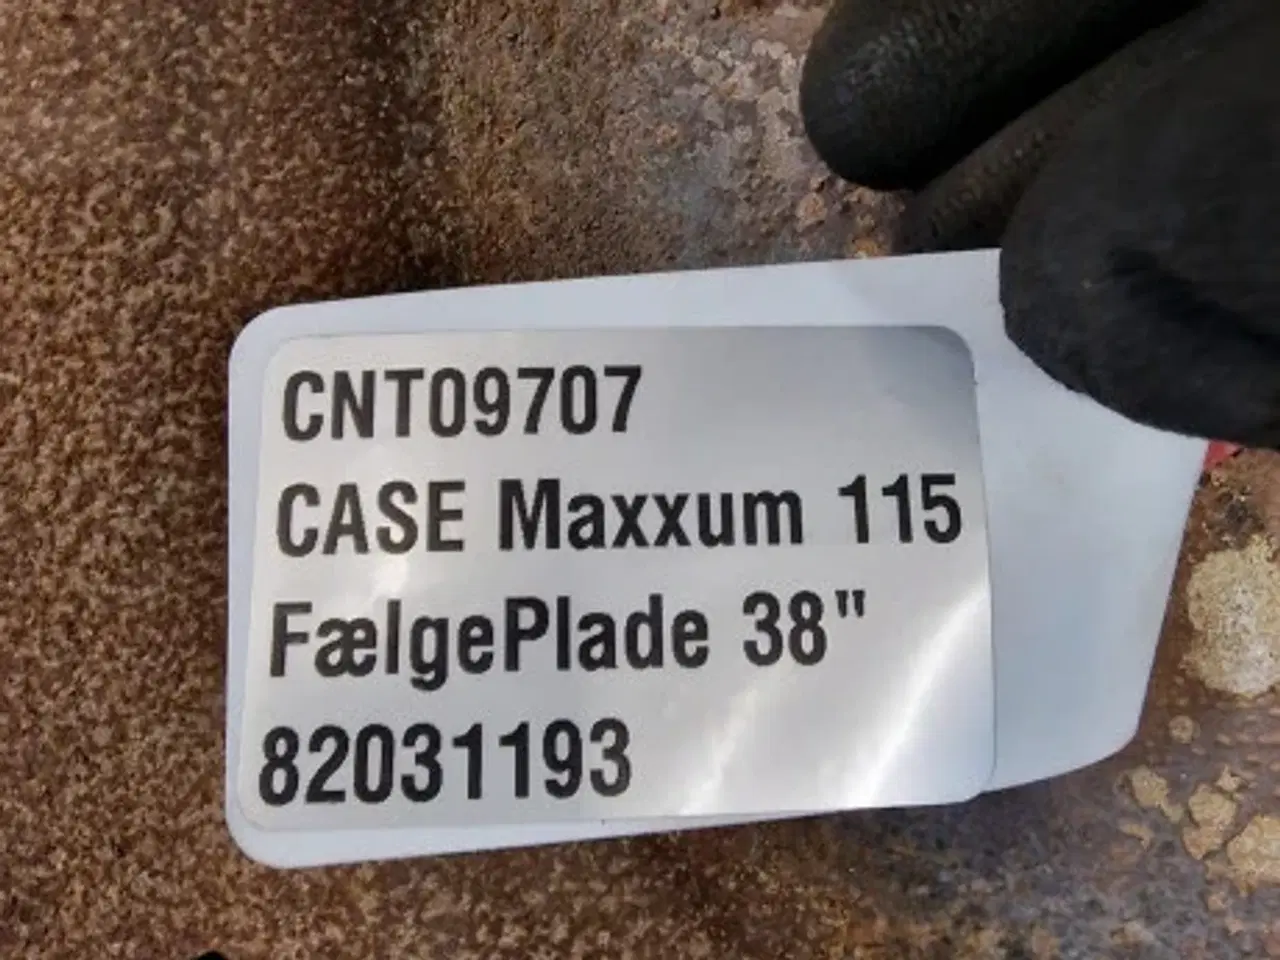 CNT09707
CASE Maxxum 115
FælgePlade 38"
82031193